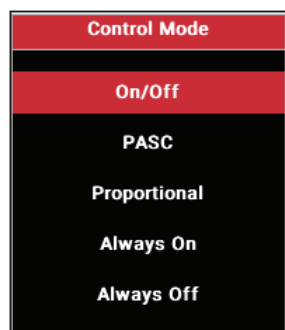 Control Mode
On/Off
PASC
Proportional
Always On
Always Off